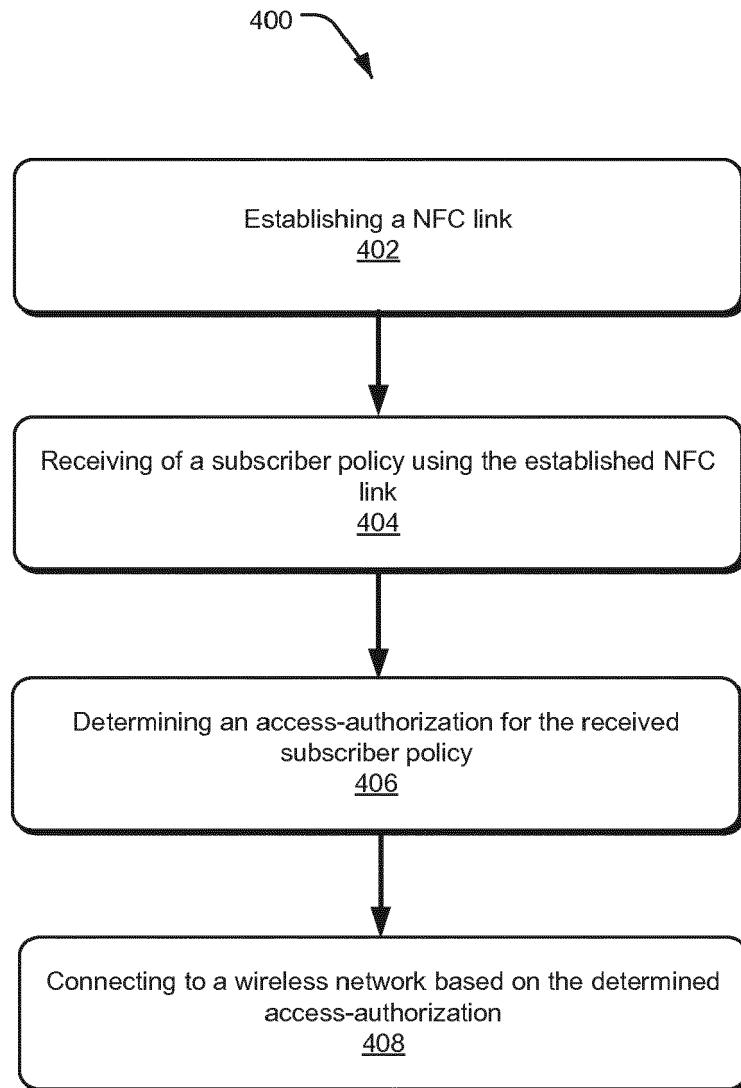 400
Establishing a NFC link
402
Receiving of a subscriber policy using the established NFC
link
404
Determining an access-authorization for the received
subscriber policy
406
Connecting to a wireless network based on the determined
access-authorization
408